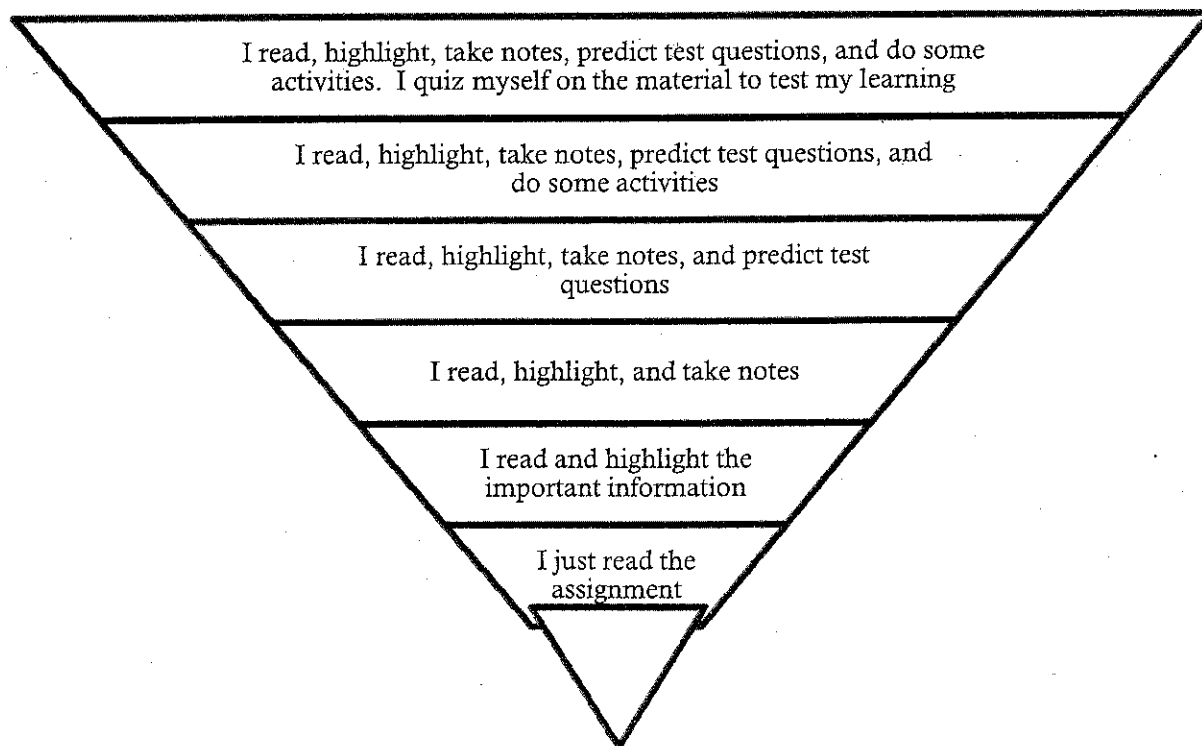 I read, highlight, take notes, predict test questions, and do some
activities. I quiz myself on the material to test my learning
I read, highlight, take notes, predict test questions, and
do some activities
I read, highlight, take notes, and predict test
questions
I read, highlight, and take notes
I read and highlight the
important information
I just read the
assignment